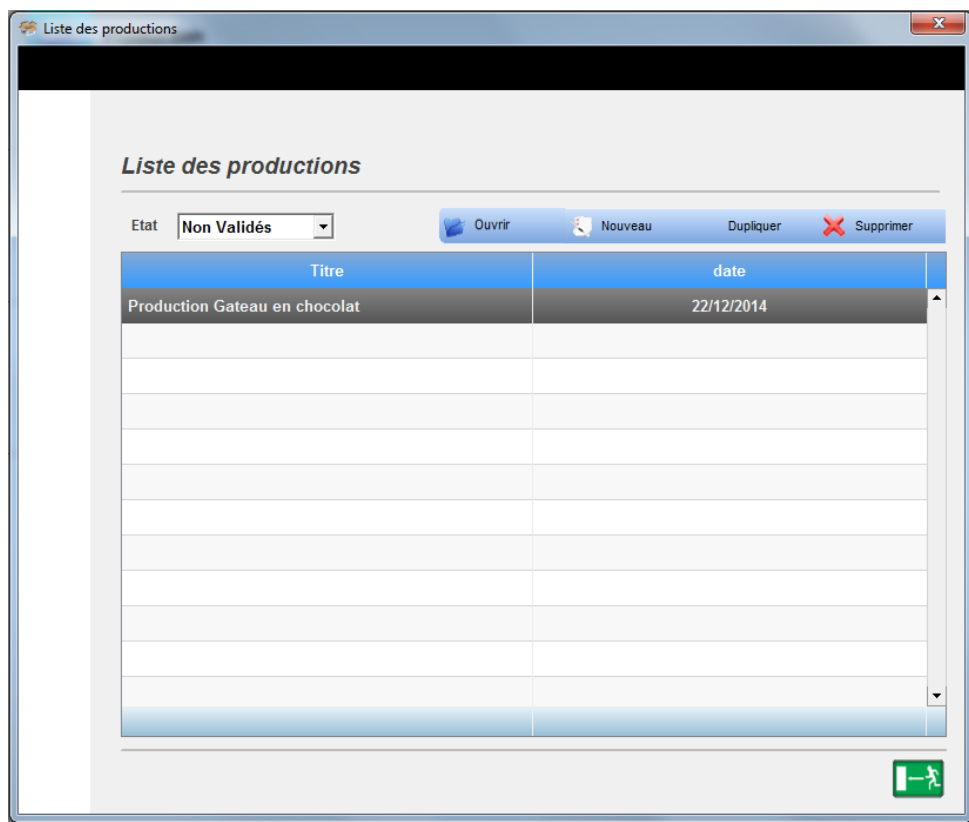 Liste des productions
Liste des productions
Etat Non Validés Ouvrir Nouveau Dupliquer Supprimer
Titre date
Production Gateau en chocolat 22/12/2014